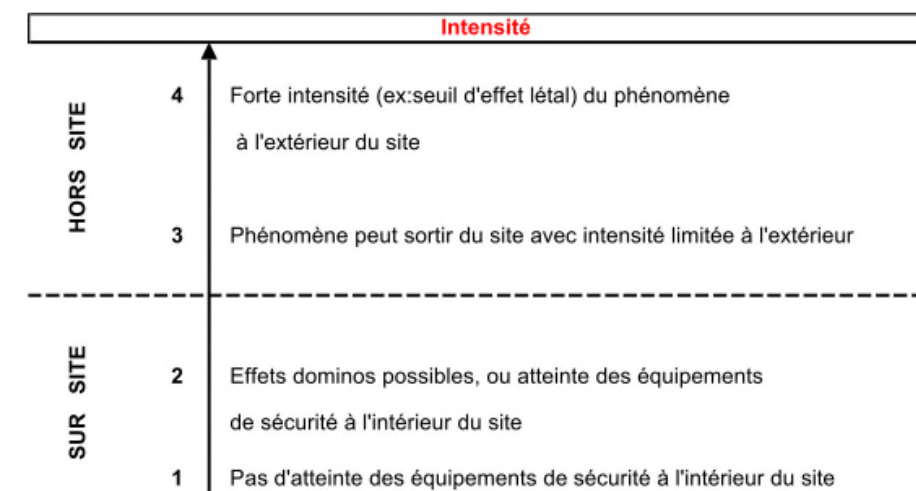 Intensité
HORS SITE
4 Forte intensité (ex:seuil d'effet létal) du phénomène
à l'extérieur du site
3 Phénomène peut sortir du site avec intensité limitée à l'extérieur
SUR SITE
2 Effets dominos possibles, ou atteinte des équipements
de sécurité à l'intérieur du site
1 Pas d'atteinte des équipements de sécurité à l'intérieur du site